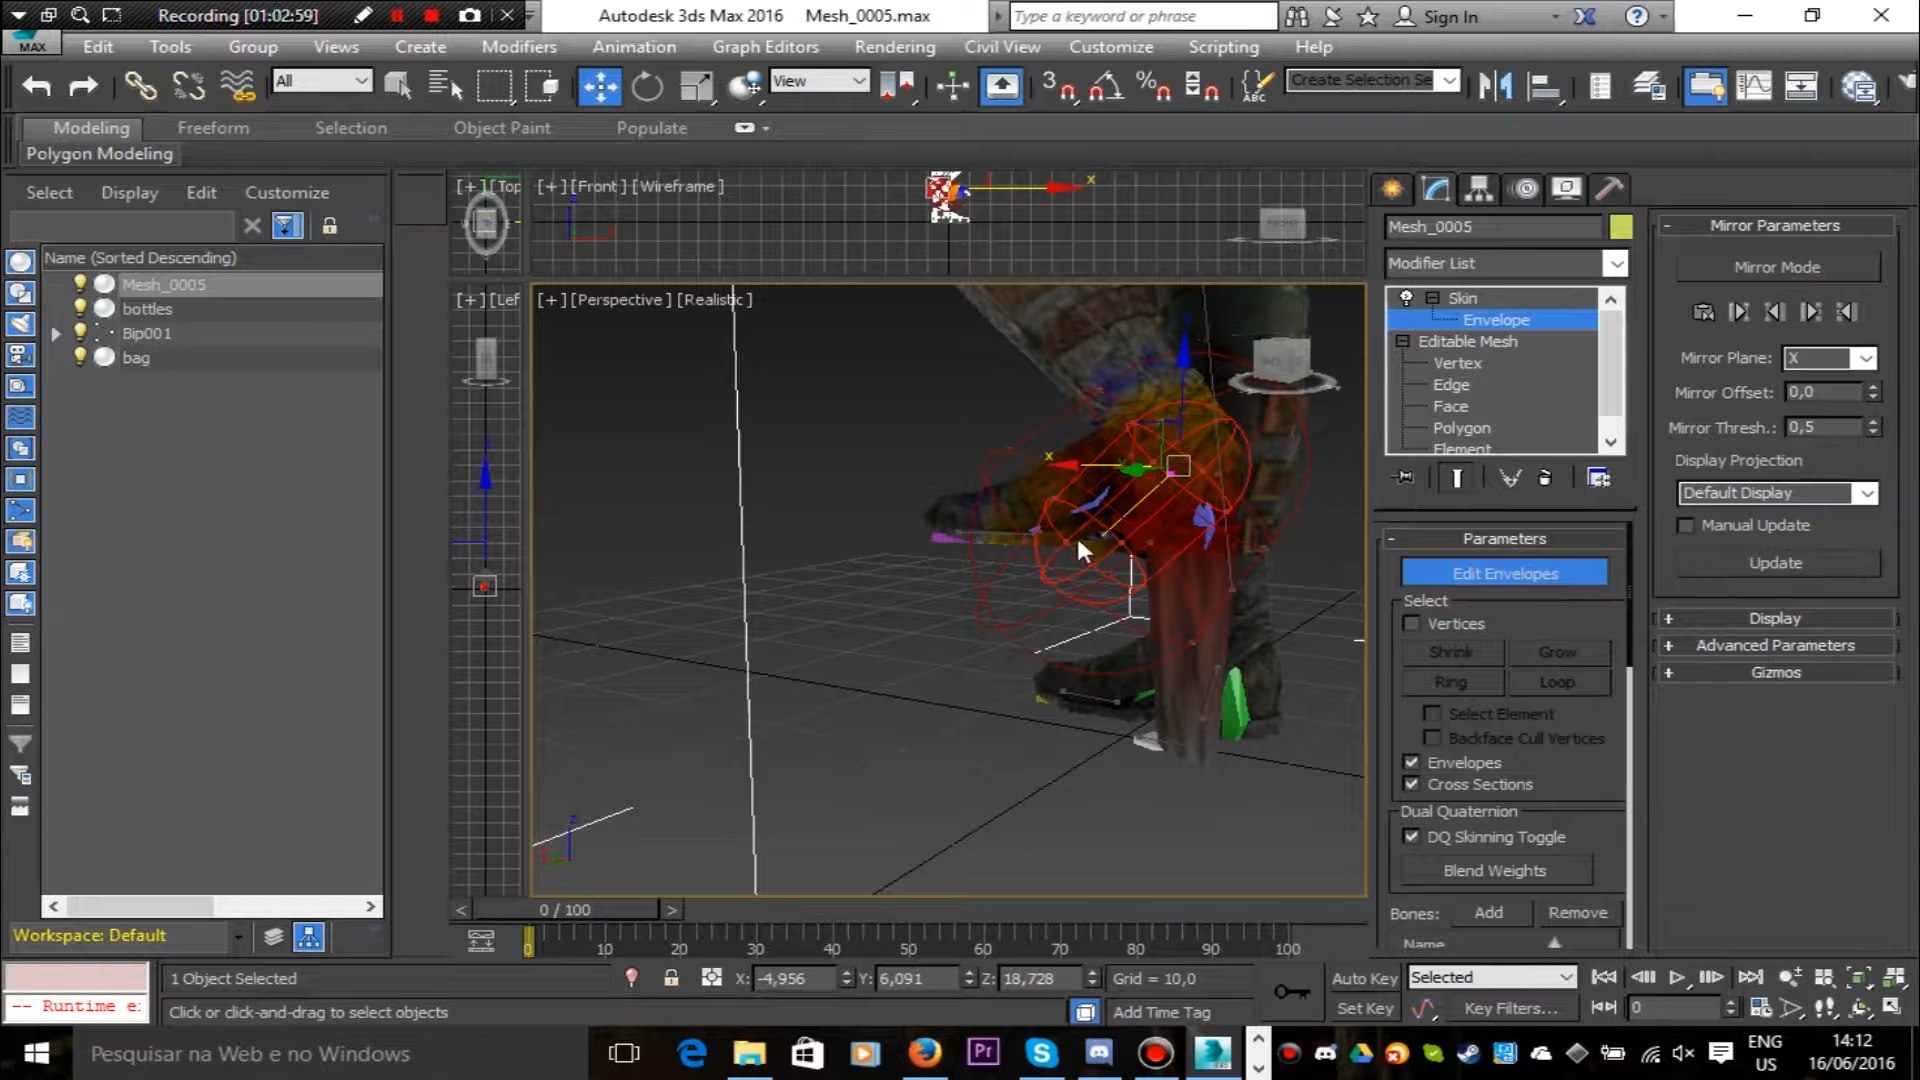 Recording [01:02:59]
Autodesk 3ds Max 2016 Mesh_0005.max
Type a keyword or phrase
Sign In
MAX
Edit Tools Group Views Create Modifiers Animation Graph Editors Rendering Civil View Customize Scripting Help
All
View
3
%
ABC
Create Selection Se
Modeling Freeform Selection Object Paint Populate
Polygon Modeling
Select Display Edit Customize
Name (Sorted Descending)
Mesh_0005
bottles
Bip001
bag
Workspace: Default
[+] [Top
[+] [Front] [Wireframe]
x
FRONT
[+] [Lef
[+] [Perspective] [Realistic]
x
z
0 / 100
0 10 20 30 40 50 60 70 80 90 100
Mesh_0005
Modifier List
Skin
Envelope
Editable Mesh
Vertex
Edge
Face
Polygon
Element
Parameters
Edit Envelopes
Select
Vertices
Shrink Grow
Ring Loop
Select Element
Backface Cull Vertices
Envelopes
Cross Sections
Dual Quaternion
DQ Skinning Toggle
Blend Weights
Bones: Add Remove
Name
Mirror Parameters
Mirror Mode
Mirror Plane: X
Mirror Offset: 0,0
Mirror Thresh.: 0,5
Display Projection
Default Display
Manual Update
Update
Display
Advanced Parameters
Gizmos
1 Object Selected
X: -4,956 Y: 6,091 Z: 18,728 Grid = 10,0
Auto Key Selected
-- Runtime e:
Click or click-and-drag to select objects
Add Time Tag
Set Key Key Filters... 0
Pesquisar na Web e no Windows
Pr
ENG
US
14:12
16/06/2016